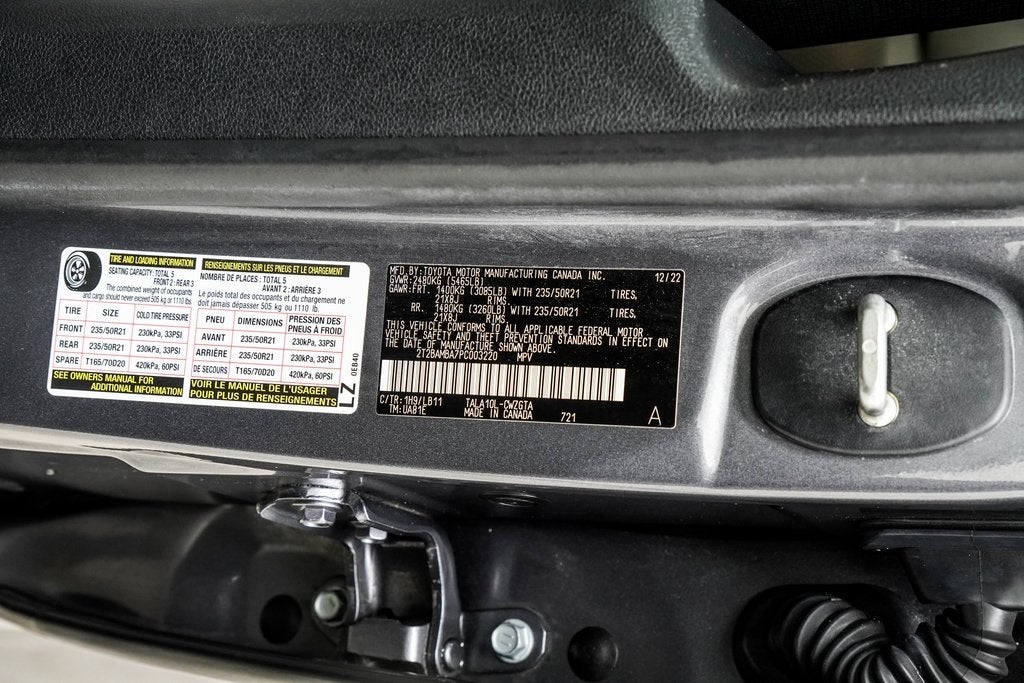 TIRE AND LOADING INFORMATION
SEATING CAPACITY: TOTAL 5
FRONT 2: REAR 3
The combined weight of occupants
and cargo should never exceed 505 kg or 1110 lbs.
TIRE SIZE COLD TIRE PRESSURE
FRONT 235/50R21 230kPa, 33PSI
REAR 235/50R21 230kPa, 33PSI
SPARE T165/70D20 420kPa, 60PSI
SEE OWNERS MANUAL FOR
ADDITIONAL INFORMATION
RENSEIGNEMENTS SUR LES PNEUS ET LE CHARGEMENT
NOMBRE DE PLACES : TOTAL 5
AVANT 2 : ARRIÈRE 3
Le poids total des occupants et du chargement ne
doit jamais dépasser 505 kg ou 1110 lb.
PNEU DIMENSIONS PRESSION DES
PNEUS À FROID
AVANT 235/50R21 230kPa, 33PSI
ARRIÈRE 235/50R21 230kPa, 33PSI
DE SECOURS T165/70D20 420kPa, 60PSI
VOIR LE MANUEL DE L'USAGER
POUR PLUS DE RENSEIGNEMENTS
LZ
0E840
MFD. BY: TOYOTA MOTOR MANUFACTURING CANADA INC. 12/22
GVWR: 2480KG (5465LB)
GAWR: FRT. 1400KG (3085LB) WITH 235/50R21 TIRES,
21X8J RIMS
RR. 1480KG (3260LB) WITH 235/50R21 TIRES,
21X8J RIMS
THIS VEHICLE CONFORMS TO ALL APPLICABLE FEDERAL MOTOR
VEHICLE SAFETY AND THEFT PREVENTION STANDARDS IN EFFECT ON
THE DATE OF MANUFACTURE SHOWN ABOVE.
2T2BAMBA7PC003220 MPV
C/TR: 1H9/LB11 TALA10L-CWZGTA
TM: UAB1E MADE IN CANADA 721 A